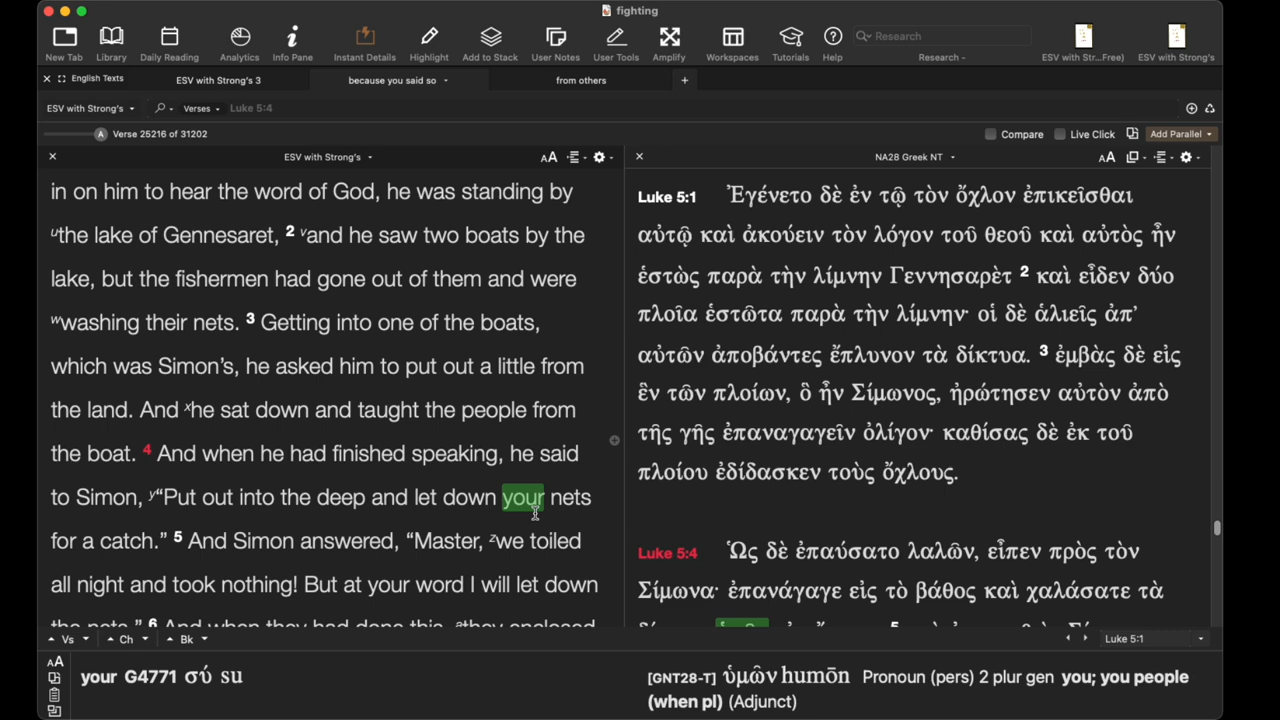 fighting
New Tab
Library
Daily Reading
Analytics
Info Pane
Instant Details
Highlight
Add to Stack
User Notes
User Tools
Amplify
Workspaces
Tutorials
Help
Research
Research
ESV with Str...Free)
ESV with Strong's
English Texts
ESV with Strong's 3
because you said so
from others
ESV with Strong's
Verses
Luke 5:4
Verse 25216 of 31202
Compare
Live Click
Add Parallel
ESV with Strong's
in on him to hear the word of God, he was standing by
ᵘthe lake of Gennesaret, 2 ᵛand he saw two boats by the
lake, but the fishermen had gone out of them and were
ʷwashing their nets. 3 Getting into one of the boats,
which was Simon’s, he asked him to put out a little from
the land. And ˣhe sat down and taught the people from
the boat. 4 And when he had finished speaking, he said
to Simon, ʸ“Put out into the deep and let down your nets
for a catch.” 5 And Simon answered, “Master, ᶻwe toiled
all night and took nothing! But at your word I will let down
the nets.” 6 And when they had done this, ᵃthey enclosed
NA28 Greek NT
Luke 5:1 Ἐγένετο δὲ ἐν τῷ τὸν ὄχλον ἐπικεῖσθαι
αὐτῷ καὶ ἀκούειν τὸν λόγον τοῦ θεοῦ καὶ αὐτὸς ἦν
ἑστὼς παρὰ τὴν λίμνην Γεννησαρὲτ 2 καὶ εἶδεν δύο
πλοῖα ἑστῶτα παρὰ τὴν λίμνην· οἱ δὲ ἁλιεῖς ἀπ’
αὐτῶν ἀποβάντες ἔπλυνον τὰ δίκτυα. 3 ἐμβὰς δὲ εἰς
ἓν τῶν πλοίων, ὃ ἦν Σίμωνος, ἠρώτησεν αὐτὸν ἀπὸ
τῆς γῆς ἐπαναγαγεῖν ὀλίγον· καθίσας δὲ ἐκ τοῦ
πλοίου ἐδίδασκεν τοὺς ὄχλους.
Luke 5:4 Ὡς δὲ ἐπαύσατο λαλῶν, εἶπεν πρὸς τὸν
Σίμωνα· ἐπανάγαγε εἰς τὸ βάθος καὶ χαλάσατε τὰ
Vs
Ch
Bk
Luke 5:1
your G4771 σύ su
[GNT28-T] ὑμῶν humōn Pronoun (pers) 2 plur gen you; you people
(when pl) (Adjunct)